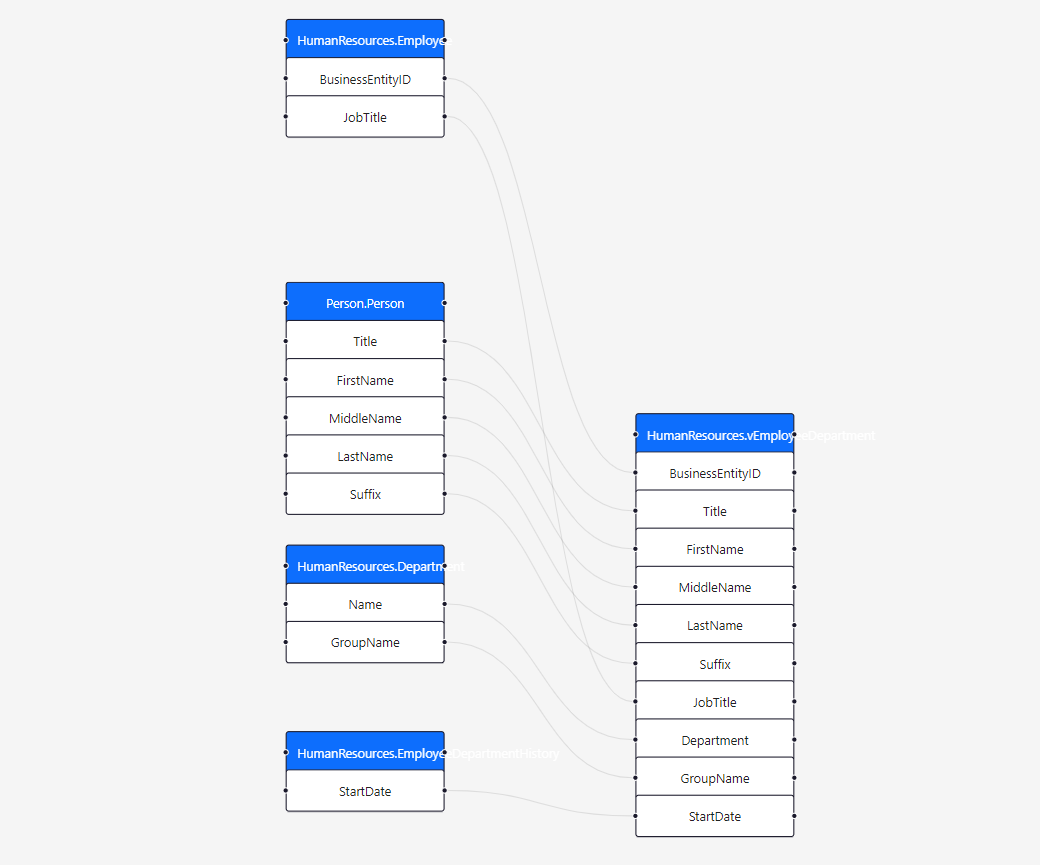 HumanResources.Employee
BusinessEntityID
JobTitle
Person.Person
Title
FirstName
MiddleName
LastName
Suffix
HumanResources.Department
Name
GroupName
HumanResources.EmployeeDepartmentHistory
StartDate
HumanResources.vEmployeeDepartment
BusinessEntityID
Title
FirstName
MiddleName
LastName
Suffix
JobTitle
Department
GroupName
StartDate